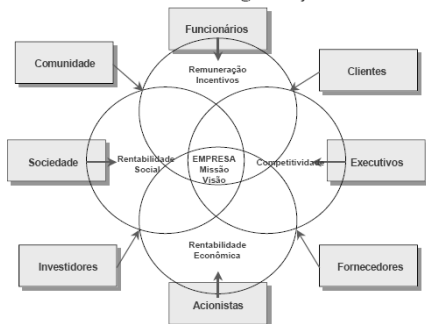 Funcionários
Comunidade
Remuneração
Incentivos
Clientes
Sociedade
Rentabilidade
Social
EMPRESA
Missão
Visão
Competitividade
Executivos
Investidores
Rentabilidade
Econômica
Fornecedores
Acionistas